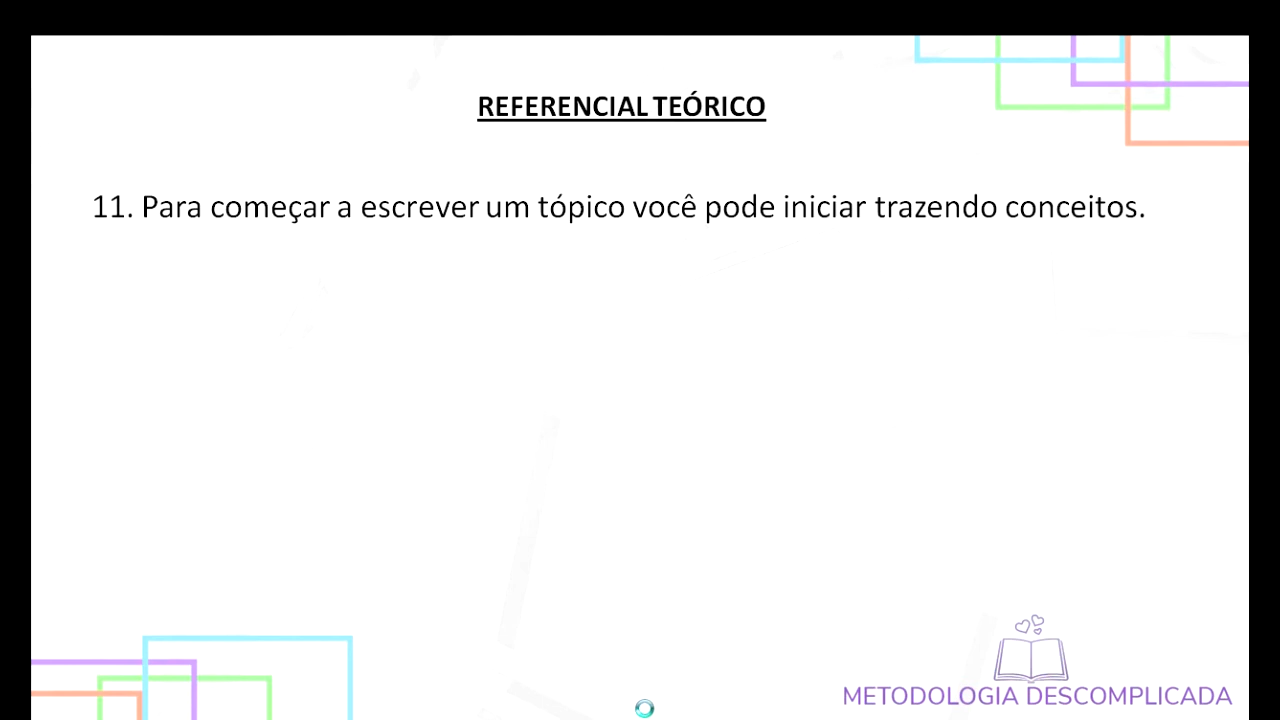 REFERENCIAL TEÓRICO
11. Para começar a escrever um tópico você pode iniciar trazendo conceitos.
METODOLOGIA DESCOMPLICADA